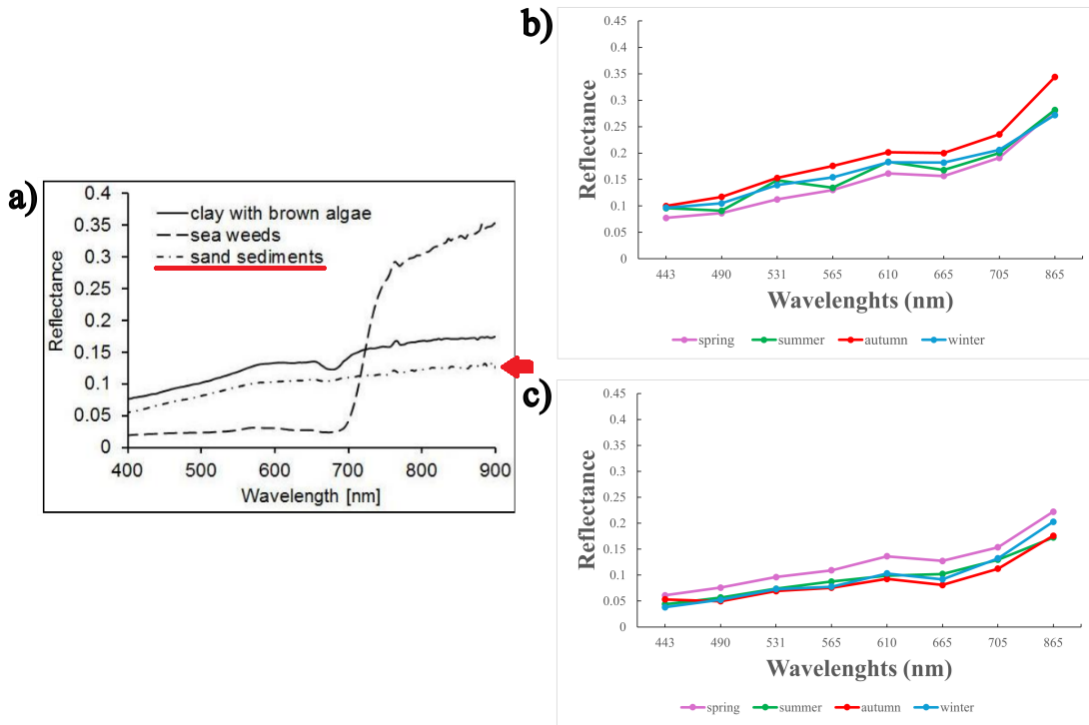 a)
0.4
0.35
0.3
0.25
0.2
0.15
0.1
0.05
0
Reflectance
clay with brown algae
sea weeds
sand sediments
400 500 600 700 800 900
Wavelength [nm]
b)
0.45
0.4
0.35
0.3
0.25
0.2
0.15
0.1
0.05
0
Reflectance
443 490 531 565 610 665 705 865
Wavelenghts (nm)
spring summer autumn winter
c)
0.45
0.4
0.35
0.3
0.25
0.2
0.15
0.1
0.05
0
Reflectance
443 490 531 565 610 665 705 865
Wavelenghts (nm)
spring summer autumn winter